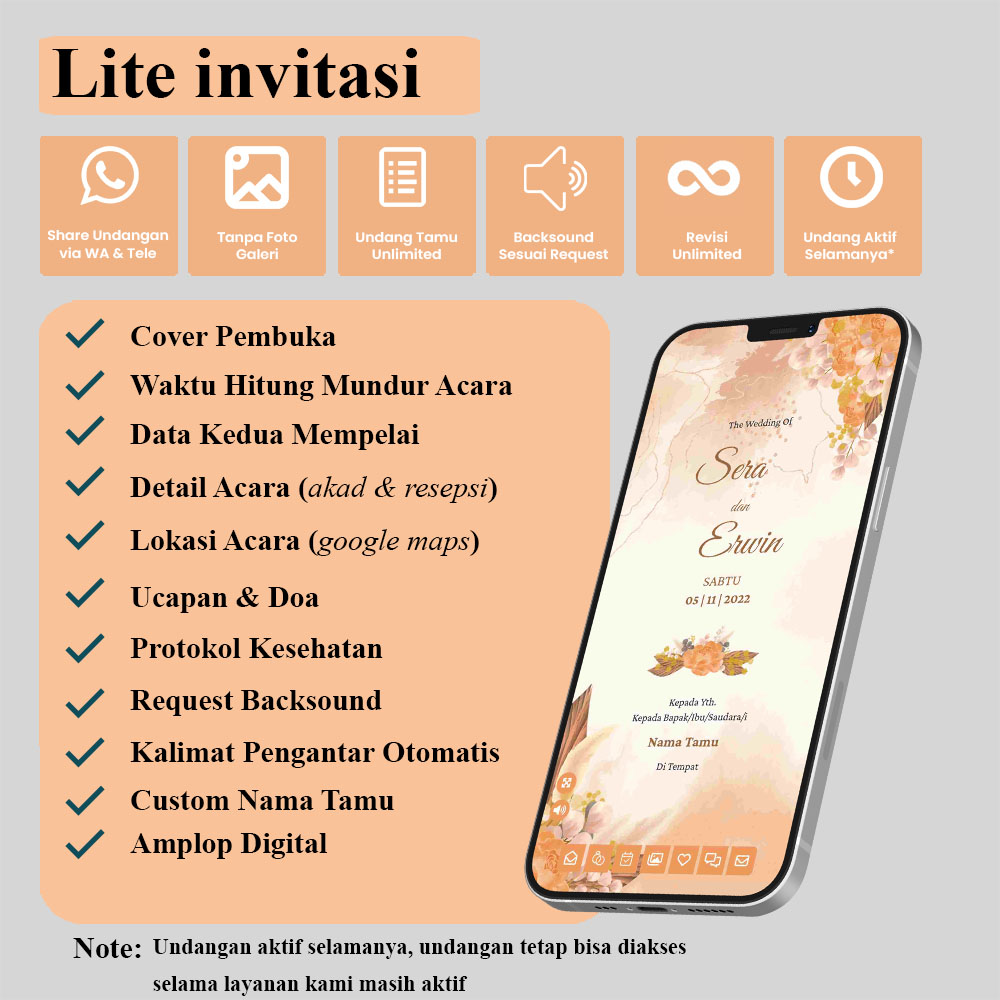 Lite invitasi
Share Undangan
via WA & Tele
Tanpa Foto
Galeri
Undang Tamu
Unlimited
Backsound
Sesuai Request
Revisi
Unlimited
Undang Aktif
Selamanya*
Cover Pembuka
Waktu Hitung Mundur Acara
Data Kedua Mempelai
Detail Acara (akad & resepsi)
Lokasi Acara (google maps)
Ucapan & Doa
Protokol Kesehatan
Request Backsound
Kalimat Pengantar Otomatis
Custom Nama Tamu
Amplop Digital
The Wedding Of
Sera
dan
Erwin
SABTU
05 | 11 | 2022
Kepada Yth.
Kepada Bapak/Ibu/Saudara/i
Nama Tamu
Di Tempat
Note: Undangan aktif selamanya, undangan tetap bisa diakses
selama layanan kami masih aktif